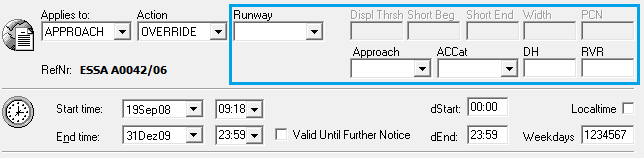 Applies to: Action Runway Displ Thrsh Short Beg Short End Width PCN
APPROACH OVERRIDE
Approach ACCat DH RVR
RefNr: ESSA A0042/06
Start time: 19Sep08 09:18 dStart: 00:00 Localtime
End time: 31Dez09 23:59 Valid Until Further Notice dEnd: 23:59 Weekdays 1234567